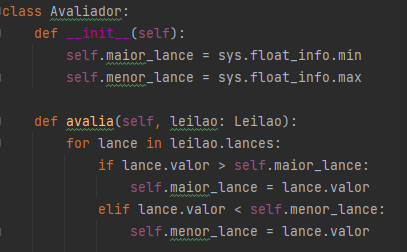 class Avaliador:
    def __init__(self):
        self.maior_lance = sys.float_info.min
        self.menor_lance = sys.float_info.max

    def avalia(self, leilao: Leilao):
        for lance in leilao.lances:
            if lance.valor > self.maior_lance:
                self.maior_lance = lance.valor
            elif lance.valor < self.menor_lance:
                self.menor_lance = lance.valor